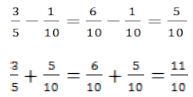 3/5 − 1/10 = 6/10 − 1/10 = 5/10
3/5 + 5/10 = 6/10 + 5/10 = 11/10